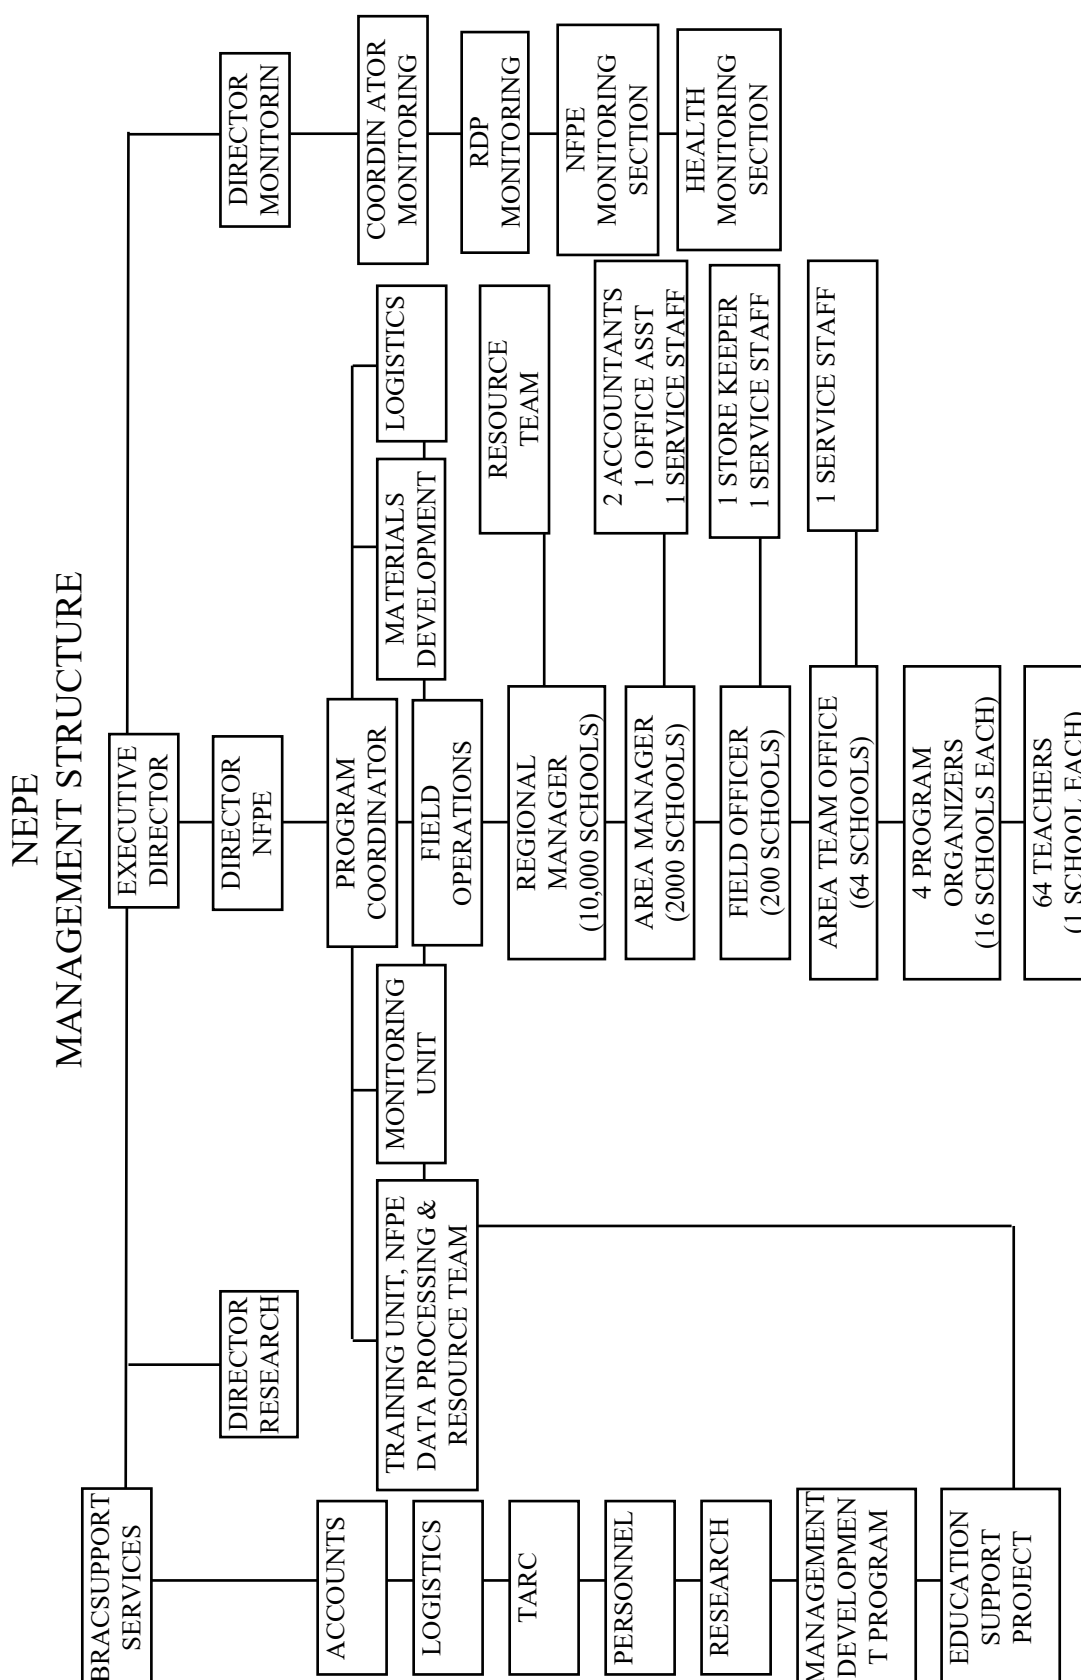 NEPE
MANAGEMENT STRUCTURE
EXECUTIVE
DIRECTOR
BRACSUPPORT
SERVICES
DIRECTOR
RESEARCH
DIRECTOR
NFPE
DIRECTOR
MONITORIN
ACCOUNTS
LOGISTICS
TARC
PERSONNEL
RESEARCH
MANAGEMENT
DEVELOPMEN
T PROGRAM
EDUCATION
SUPPORT
PROJECT
PROGRAM
COORDINATOR
TRAINING UNIT, NFPE
DATA PROCESSING &
RESOURCE TEAM
MONITORING
UNIT
FIELD
OPERATIONS
MATERIALS
DEVELOPMENT
LOGISTICS
REGIONAL
MANAGER
(10,000 SCHOOLS)
RESOURCE
TEAM
AREA MANAGER
(2000 SCHOOLS)
2 ACCOUNTANTS
1 OFFICE ASST
1 SERVICE STAFF
FIELD OFFICER
(200 SCHOOLS)
1 STORE KEEPER
1 SERVICE STAFF
AREA TEAM OFFICE
(64 SCHOOLS)
1 SERVICE STAFF
4 PROGRAM
ORGANIZERS
(16 SCHOOLS EACH)
64 TEACHERS
(1 SCHOOL EACH)
COORDIN ATOR
MONITORING
RDP
MONITORING
NFPE
MONITORING
SECTION
HEALTH
MONITORING
SECTION